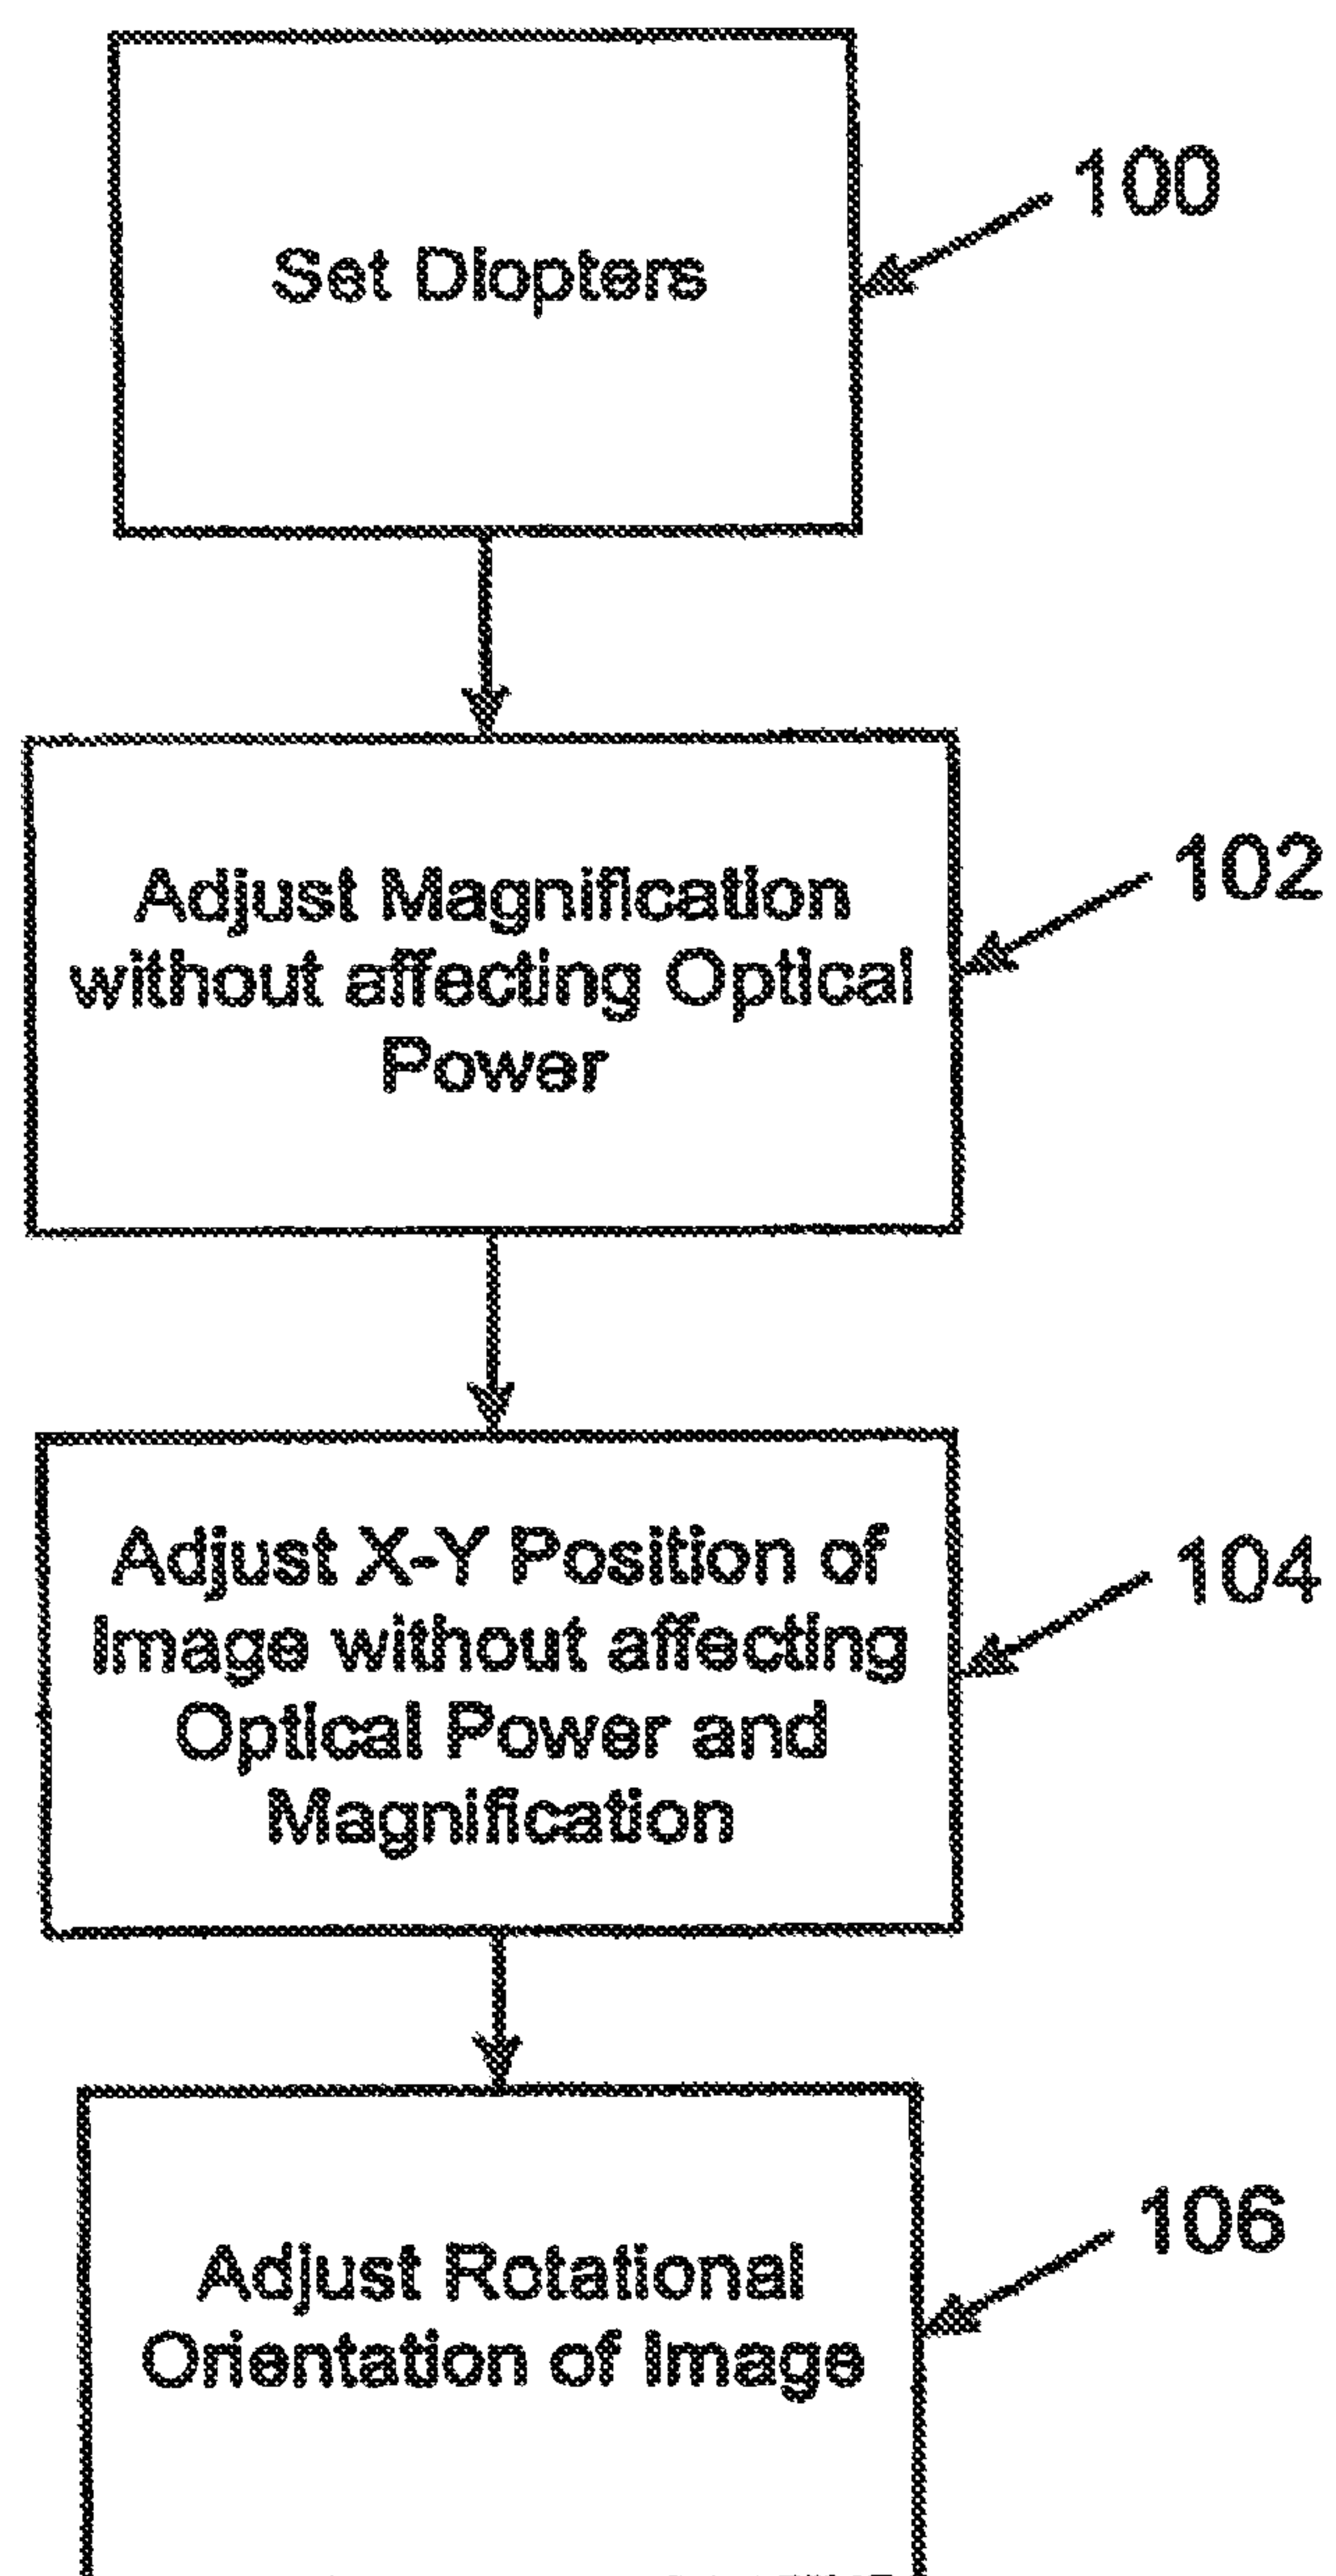 100
Set Diopters
102
Adjust Magnification
without affecting Optical
Power
104
Adjust X-Y Position of
Image without affecting
Optical Power and
Magnification
106
Adjust Rotational
Orientation of Image